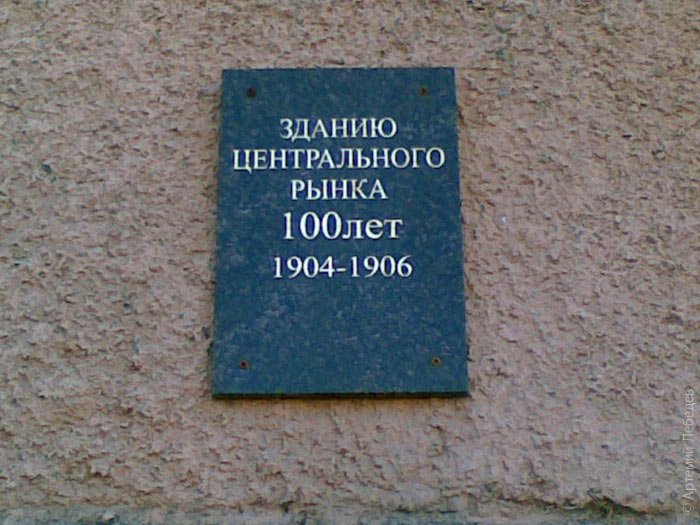 ЗДАНИЮ
ЦЕНТРАЛЬНОГО
РЫНКА
100лет
1904-1906
© Артемий Лебедев